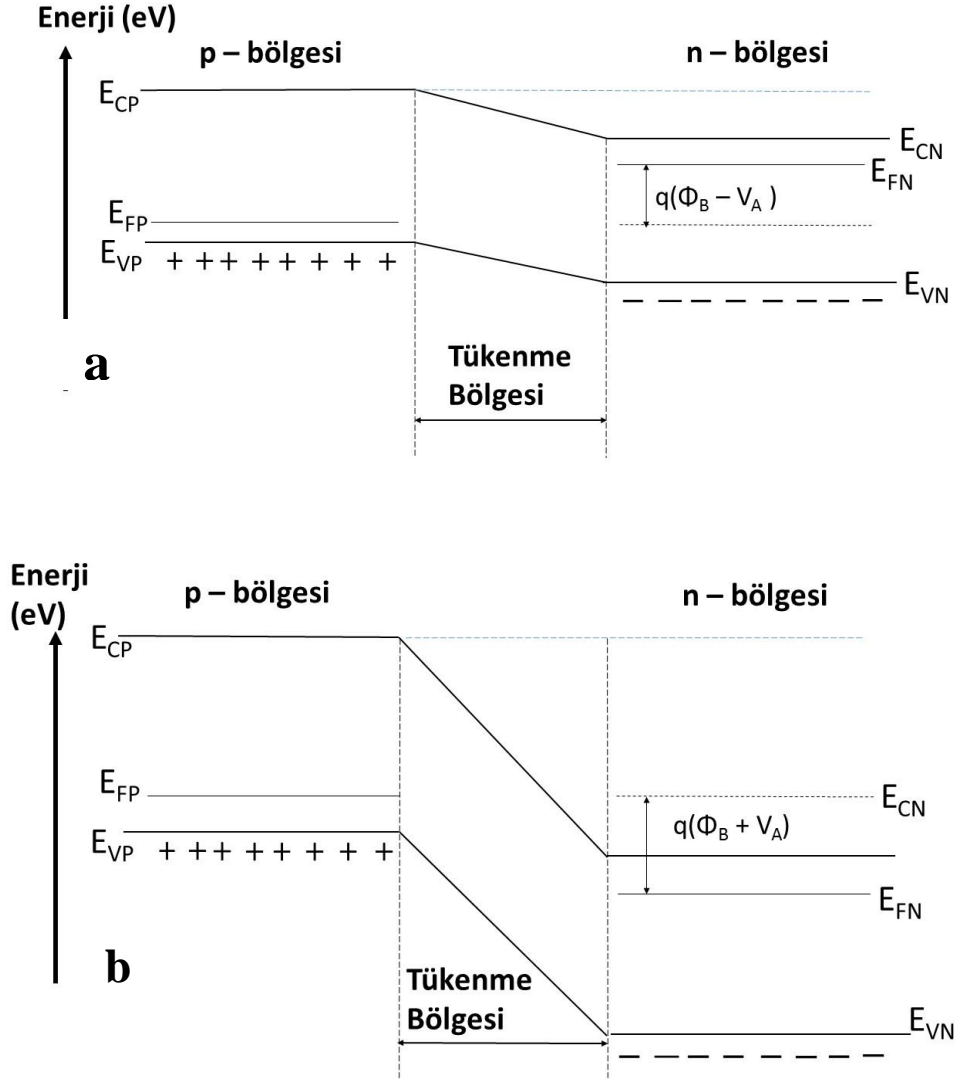 Enerji (eV)
p – bölgesi
n – bölgesi
E_CP
E_CN
E_FN
q(Φ_B – V_A )
E_FP
E_VP
+ + + + + + + +
E_VN
a
Tükenme
Bölgesi
Enerji
(eV)
p – bölgesi
n – bölgesi
E_CP
E_FP
E_CN
q(Φ_B + V_A)
E_VP
+ + + + + + + +
E_FN
b
Tükenme
Bölgesi
E_VN